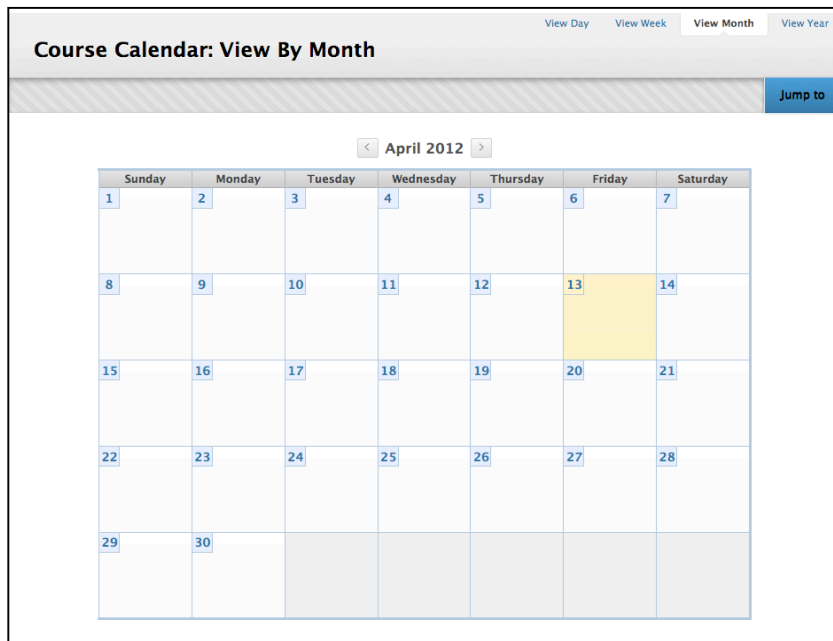 View Day View Week View Month View Year
Course Calendar: View By Month
Jump to
< April 2012 >
Sunday Monday Tuesday Wednesday Thursday Friday Saturday
1 2 3 4 5 6 7
8 9 10 11 12 13 14
15 16 17 18 19 20 21
22 23 24 25 26 27 28
29 30